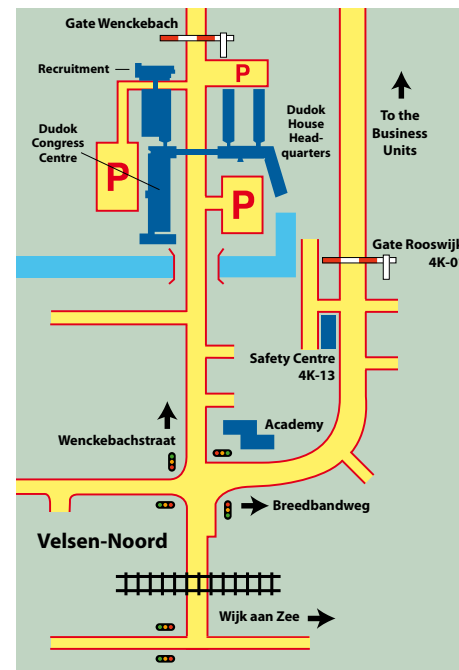 Gate Wenckebach
Recruitment
P
Dudok
Congress
Centre
Dudok
House
Head-
quarters
To the
Business
Units
P
P
Gate Rooswijk
4K-0
Safety Centre
4K-13
Academy
Wenckebachstraat
Breedbandweg
Velsen-Noord
Wijk aan Zee